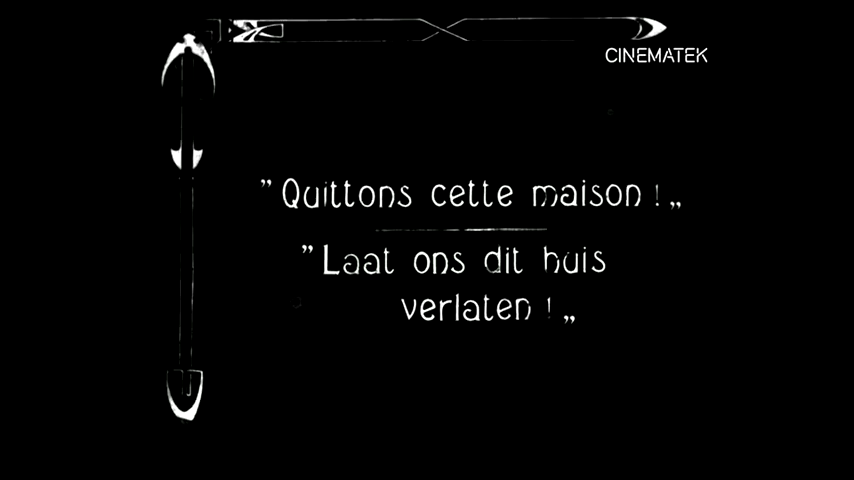 CINEMATEK
”Quittons cette maison!„
”Laat ons dit huis
verlaten!„